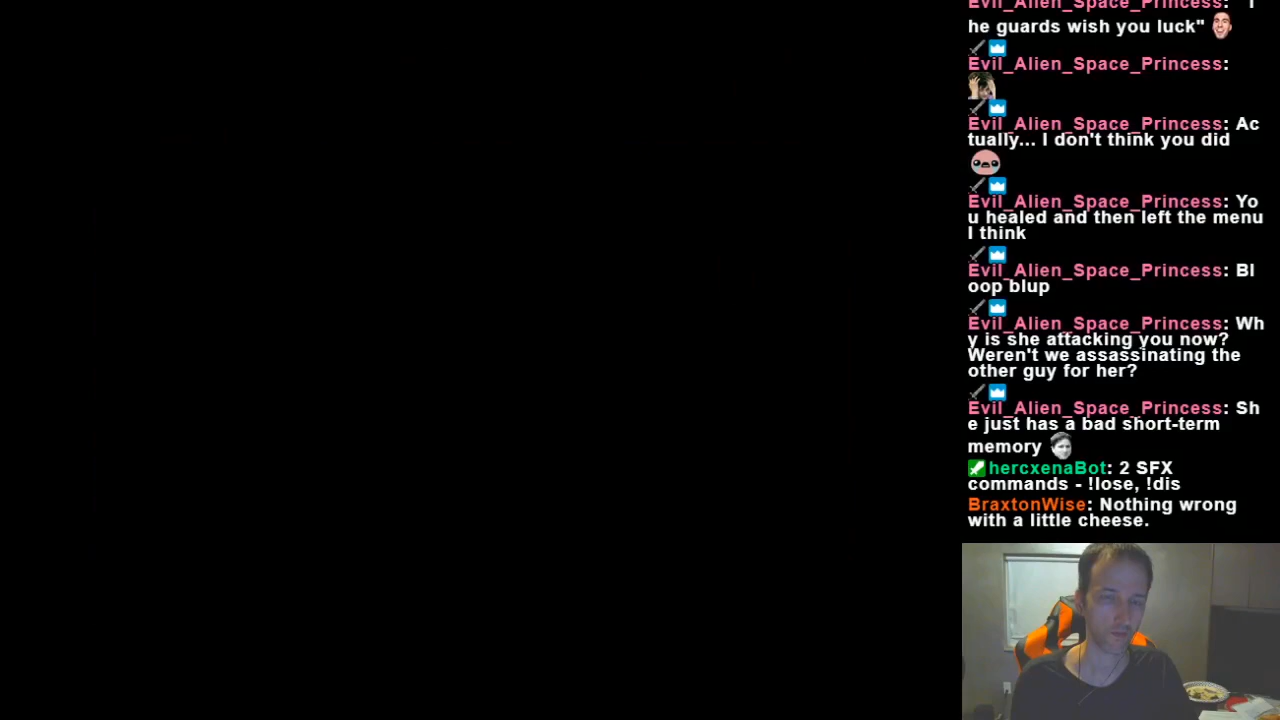 Evil_Alien_Space_Princess: "T
he guards wish you luck"
Evil_Alien_Space_Princess:
Evil_Alien_Space_Princess: Ac
tually... I don't think you did
Evil_Alien_Space_Princess: Yo
u healed and then left the menu
I think
Evil_Alien_Space_Princess: Bl
oop blup
Evil_Alien_Space_Princess: Wh
y is she attacking you now?
Weren't we assassinating the
other guy for her?
Evil_Alien_Space_Princess: Sh
e just has a bad short-term
memory
hercxenaBot: 2 SFX
commands - !lose, !dis
BraxtonWise: Nothing wrong
with a little cheese.